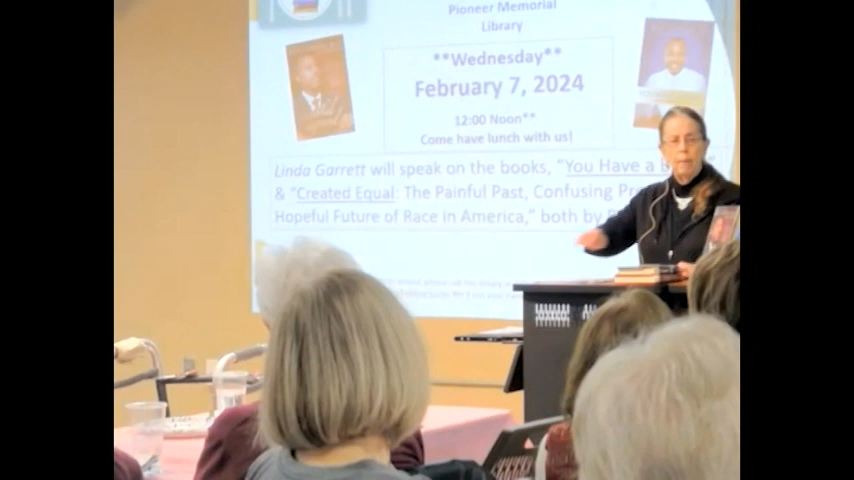 Pioneer Memorial
Library
**Wednesday**
February 7, 2024
12:00 Noon**
Come have lunch with us!
Linda Garrett will speak on the books, "You Have a
& "Created Equal: The Painful Past, Confusing
Hopeful Future of Race in America," both by